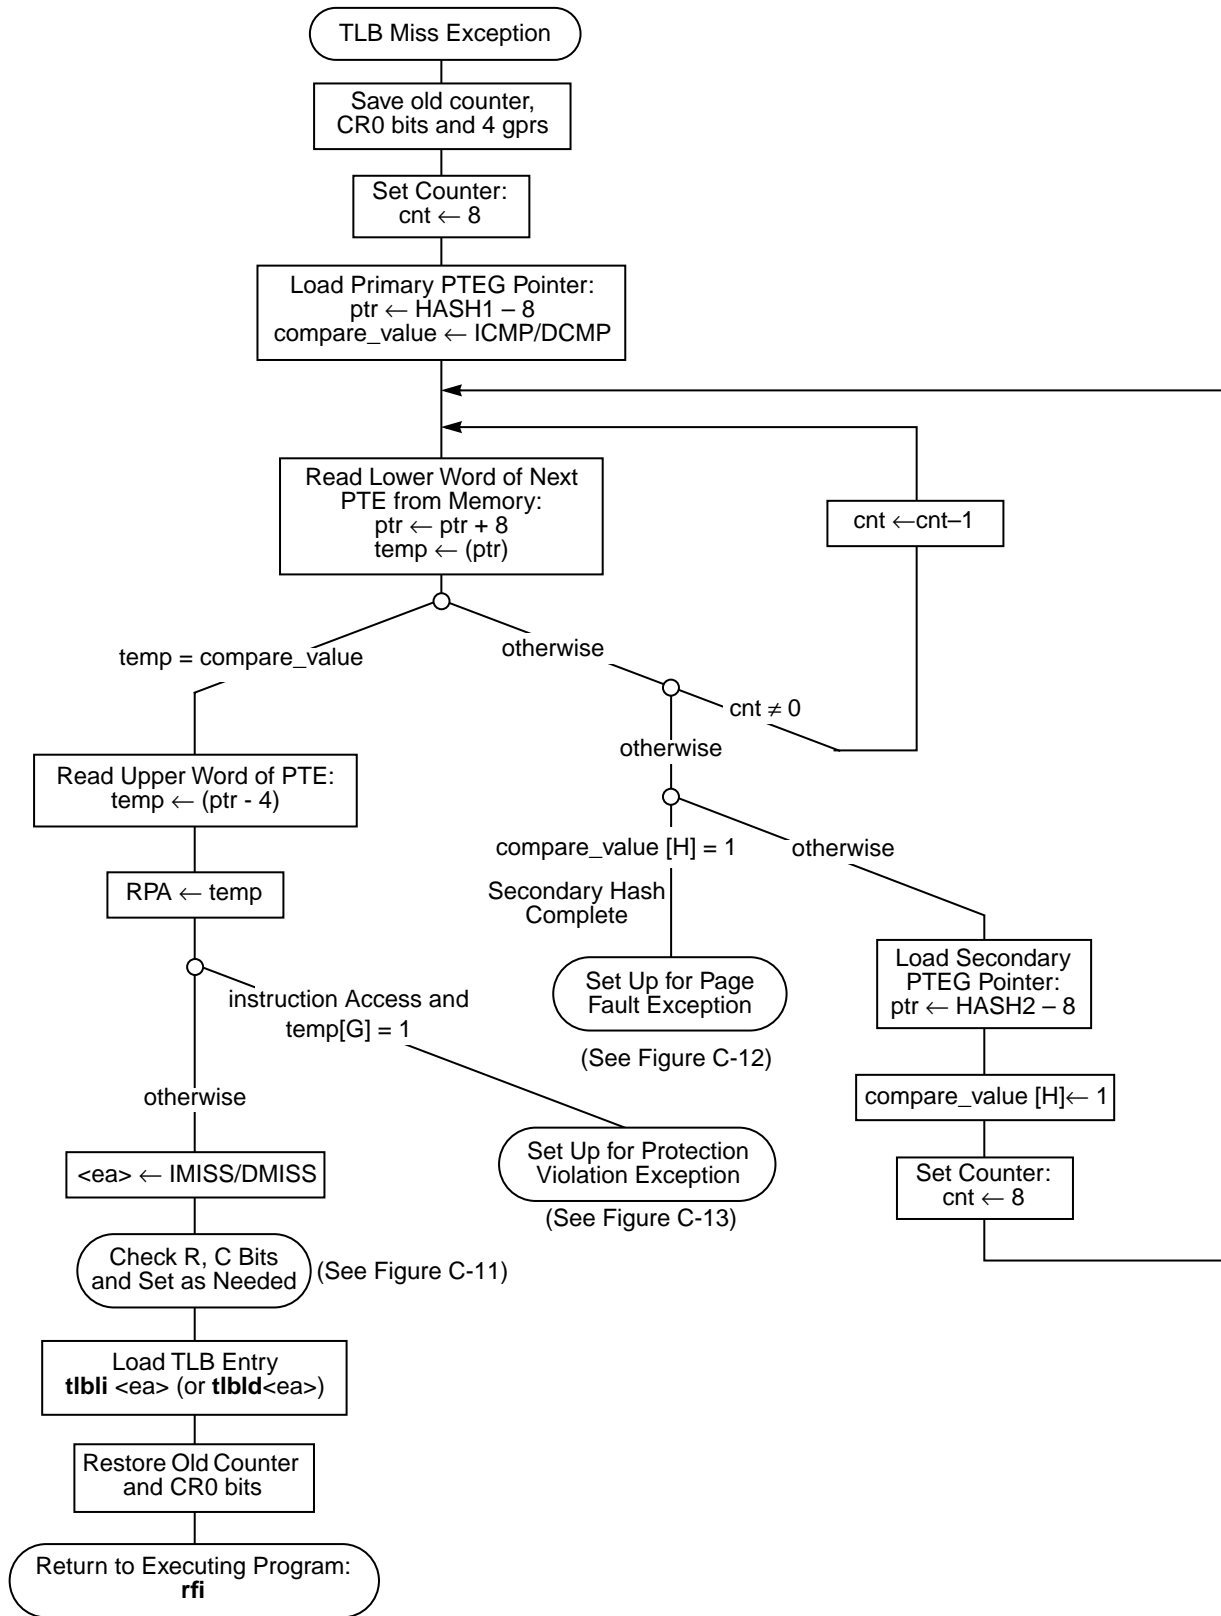 TLB Miss Exception
Save old counter,
CR0 bits and 4 gprs
Set Counter:
cnt ← 8
Load Primary PTEG Pointer:
ptr ← HASH1 – 8
compare_value ← ICMP/DCMP
Read Lower Word of Next
PTE from Memory:
ptr ← ptr + 8
temp ← (ptr)
cnt ←cnt–1
temp = compare_value
otherwise
cnt ≠ 0
otherwise
Read Upper Word of PTE:
temp ← (ptr - 4)
compare_value [H] = 1
otherwise
RPA ← temp
Secondary Hash
Complete
Load Secondary
PTEG Pointer:
ptr ← HASH2 – 8
Set Up for Page
Fault Exception
(See Figure C-12)
instruction Access and
temp[G] = 1
otherwise
compare_value [H]← 1
<ea> ← IMISS/DMISS
Set Up for Protection
Violation Exception
(See Figure C-13)
Set Counter:
cnt ← 8
Check R, C Bits
and Set as Needed
(See Figure C-11)
Load TLB Entry
tlbli <ea> (or tlbld<ea>)
Restore Old Counter
and CR0 bits
Return to Executing Program:
rfi